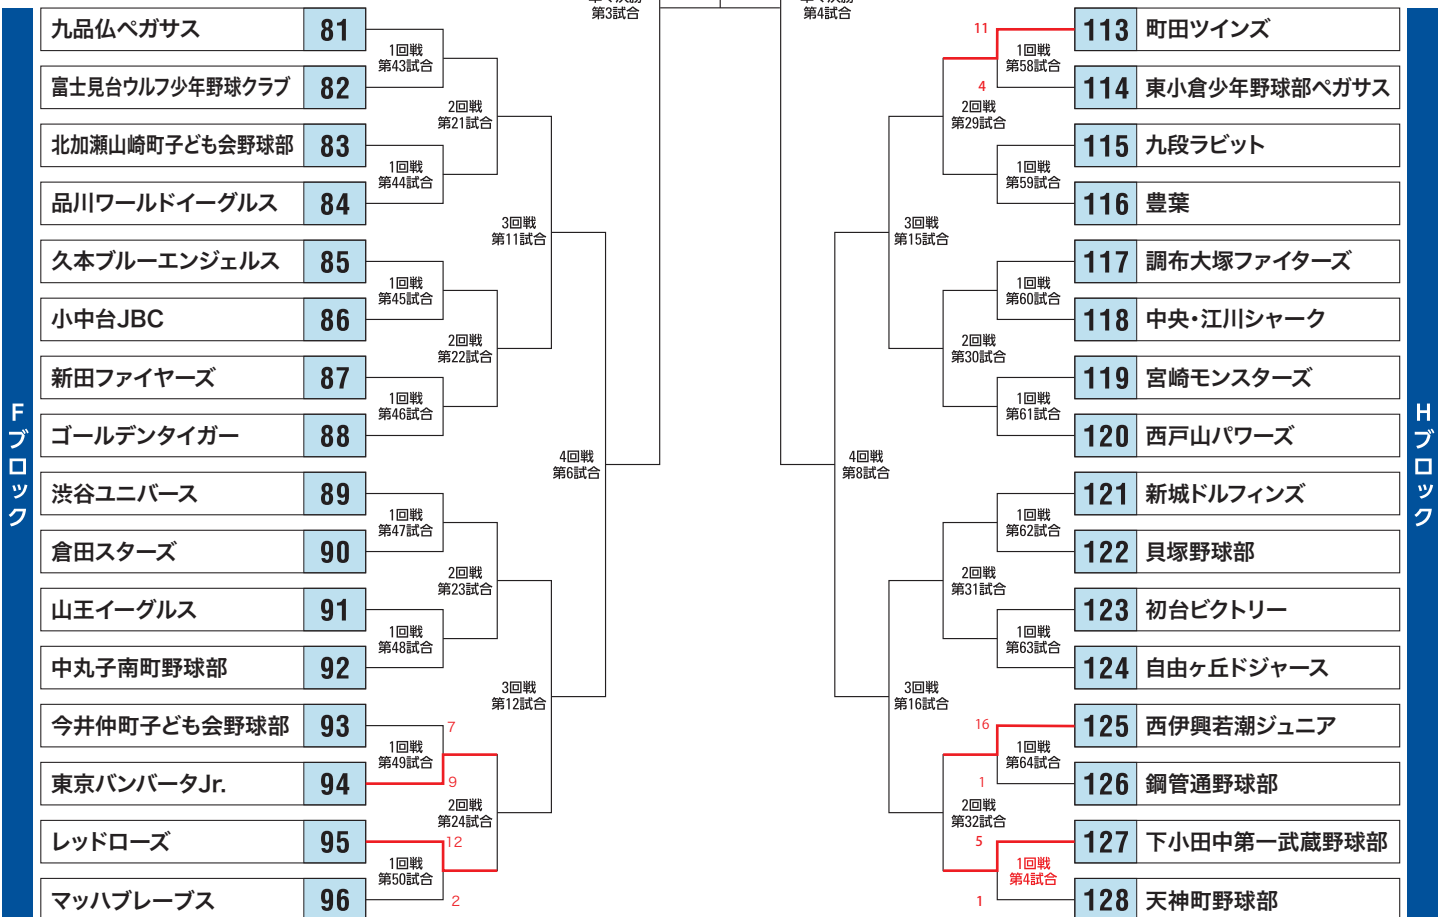 第3試合
第4試合
Fブロック
九品仏ペガサス 81
富士見台ウルフ少年野球クラブ 82
北加瀬山崎町子ども会野球部 83
品川ワールドイーグルス 84
久本ブルーエンジェルス 85
小中台JBC 86
新田ファイヤーズ 87
ゴールデンタイガー 88
渋谷ユニバース 89
倉田スターズ 90
山王イーグルス 91
中丸子南町野球部 92
今井仲町子ども会野球部 93
東京バンバータJr. 94
レッドローズ 95
マッハブレーブス 96
1回戦
第43試合
1回戦
第44試合
1回戦
第45試合
1回戦
第46試合
1回戦
第47試合
1回戦
第48試合
7
1回戦
第49試合
9
12
1回戦
第50試合
2
2回戦
第21試合
2回戦
第22試合
2回戦
第23試合
2回戦
第24試合
3回戦
第11試合
3回戦
第12試合
4回戦
第6試合
4回戦
第8試合
3回戦
第15試合
3回戦
第16試合
2回戦
第29試合
2回戦
第30試合
2回戦
第31試合
2回戦
第32試合
11
1回戦
第58試合
4
1回戦
第59試合
1回戦
第60試合
1回戦
第61試合
1回戦
第62試合
1回戦
第63試合
16
1回戦
第64試合
1
5
1回戦
第4試合
1
113 町田ツインズ
114 東小倉少年野球部ペガサス
115 九段ラビット
116 豊葉
117 調布大塚ファイターズ
118 中央・江川シャーク
119 宮崎モンスターズ
120 西戸山パワーズ
121 新城ドルフィンズ
122 貝塚野球部
123 初台ビクトリー
124 自由ヶ丘ドジャース
125 西伊興若潮ジュニア
126 鋼管通野球部
127 下小田中第一武蔵野球部
128 天神町野球部
Hブロック